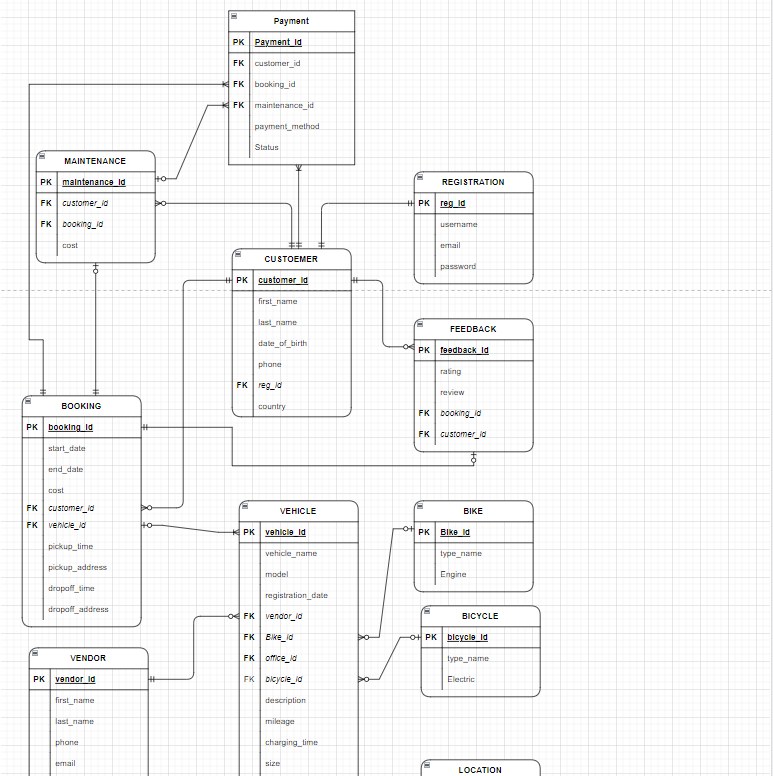 Payment
PK Payment_id
FK customer_id
FK booking_id
FK maintenance_id
payment_method
Status
MAINTENANCE
PK maintenance_id
FK customer_id
FK booking_id
cost
REGISTRATION
PK reg_id
username
email
password
CUSTOEMER
PK customer_id
first_name
last_name
date_of_birth
phone
FK reg_id
country
FEEDBACK
PK feedback_id
rating
review
FK booking_id
FK customer_id
BOOKING
PK booking_id
start_date
end_date
cost
FK customer_id
FK vehicle_id
pickup_time
pickup_address
dropoff_time
dropoff_address
VEHICLE
PK vehicle_id
vehicle_name
model
registration_date
FK vendor_id
FK Bike_id
FK office_id
FK bicycle_id
description
mileage
charging_time
size
BIKE
PK Bike_id
type_name
Engine
BICYCLE
PK bicycle_id
type_name
Electric
VENDOR
PK vendor_id
first_name
last_name
phone
email
LOCATION